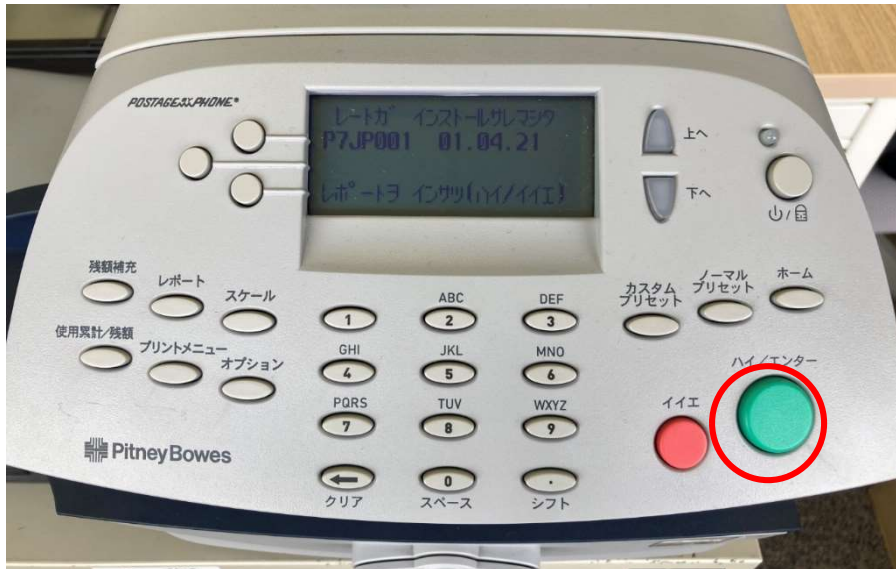 POSTAGE BY PHONE®
レートガ インストールサレマシタ
P7JP001 01.04.21
レポートヲ インサツ(ハイ/イイエ)
上へ
下へ
残額補充
レポート
スケール
使用累計/残額
プリントメニュー
オプション
1
ABC
2
DEF
3
GHI
4
JKL
5
MNO
6
PQRS
7
TUV
8
WXYZ
9
クリア
0
スペース
.
シフト
カスタム
プリセット
ノーマル
プリセット
ホーム
イイエ
ハイ/エンター
PitneyBowes